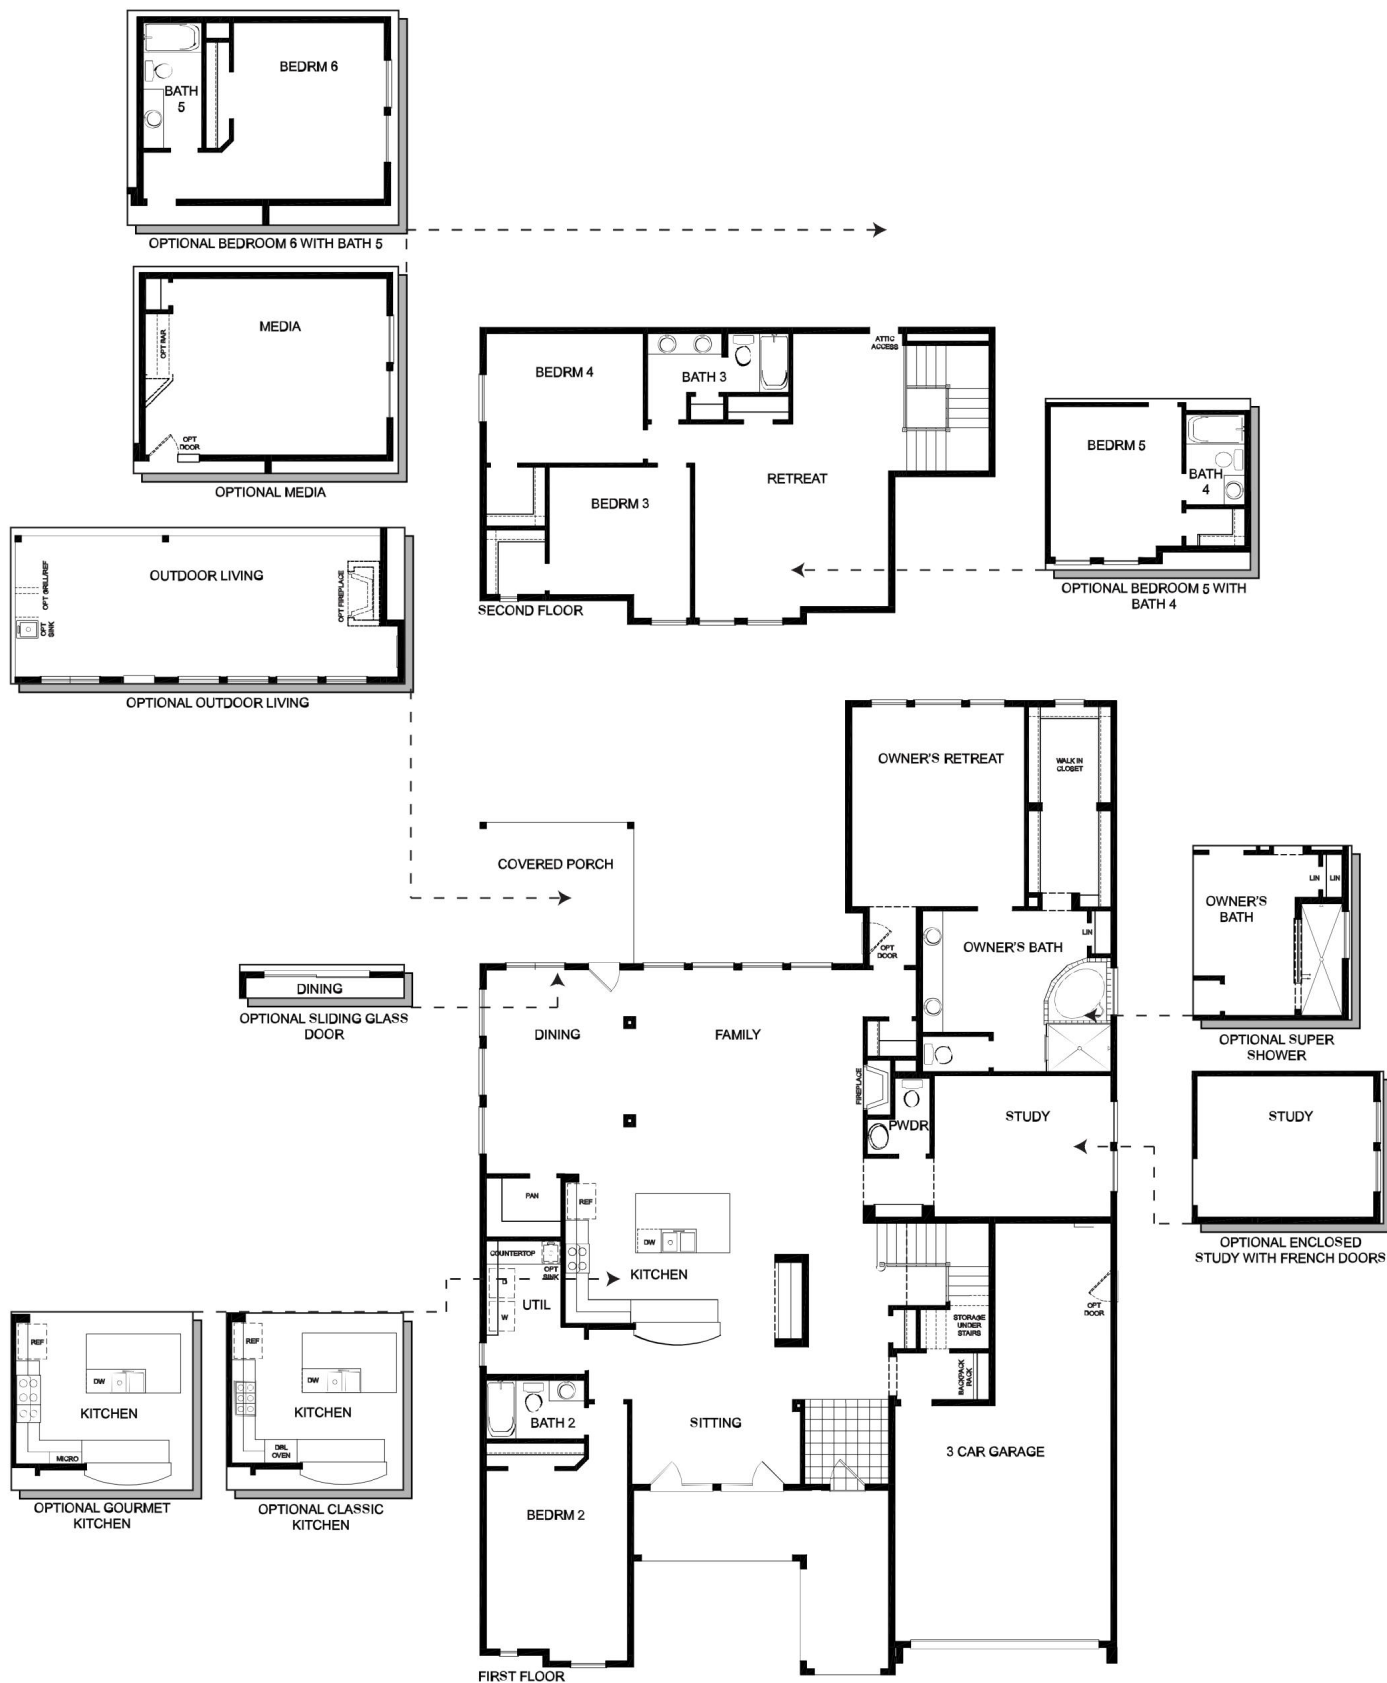 BEDRM 6
BATH
5
OPTIONAL BEDROOM 6 WITH BATH 5
MEDIA
OPT BAR
OPT
DOOR
OPTIONAL MEDIA
OUTDOOR LIVING
OPT GRILL/REF
OPT
SINK
OPT FIREPLACE
OPTIONAL OUTDOOR LIVING
ATTIC
ACCESS
BEDRM 4
BATH 3
BEDRM 3
RETREAT
SECOND FLOOR
BEDRM 5
BATH
4
OPTIONAL BEDROOM 5 WITH
BATH 4
OWNER'S RETREAT
WALK IN
CLOSET
COVERED PORCH
OPT
DOOR
OWNER'S BATH
LIN
LIN
LIN
OWNER'S
BATH
OPTIONAL SUPER
SHOWER
DINING
OPTIONAL SLIDING GLASS
DOOR
DINING
FAMILY
FIREPLACE
PWDR
STUDY
STUDY
OPTIONAL ENCLOSED
STUDY WITH FRENCH DOORS
PAN
REF
DW
COUNTERTOP
OPT
SINK
D
W
UTIL
KITCHEN
STORAGE
UNDER
STAIRS
OPT
DOOR
BACKPACK
RACK
BATH 2
SITTING
3 CAR GARAGE
BEDRM 2
FIRST FLOOR
REF
DW
KITCHEN
MICRO
OPTIONAL GOURMET
KITCHEN
REF
DW
KITCHEN
DBL
OVEN
OPTIONAL CLASSIC
KITCHEN